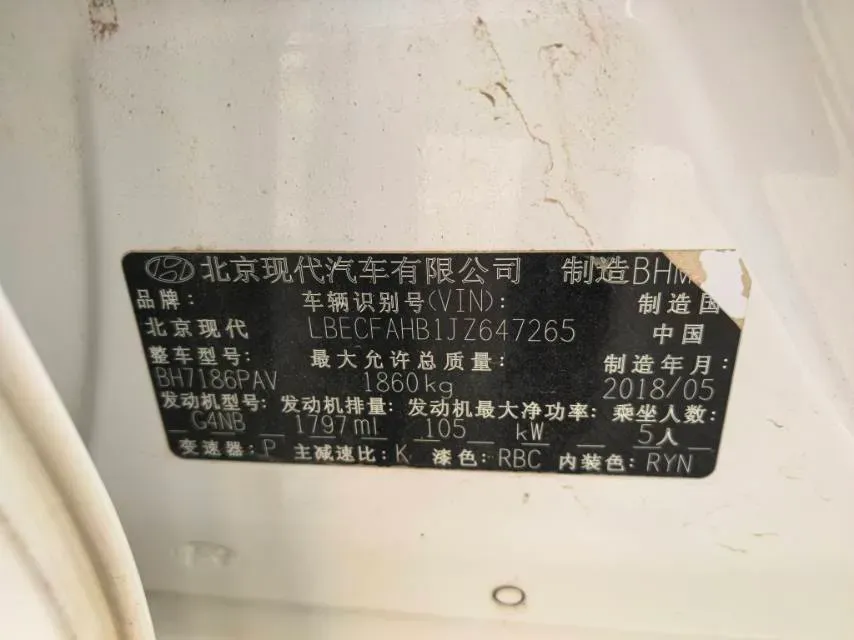 北京现代汽车有限公司 制造BHM
品牌: 车辆识别号(VIN): 制造国
北京现代 LBECFAHB1JZ647265 中国
整车型号: 最大允许总质量: 制造年月:
BH7186PAV 1860kg 2018/05
发动机型号: 发动机排量: 发动机最大净功率: 乘坐人数:
G4NB 1797ml 105 kW 5人
变速器: P 主减速比: K 漆色: RBC 内装色: RYN